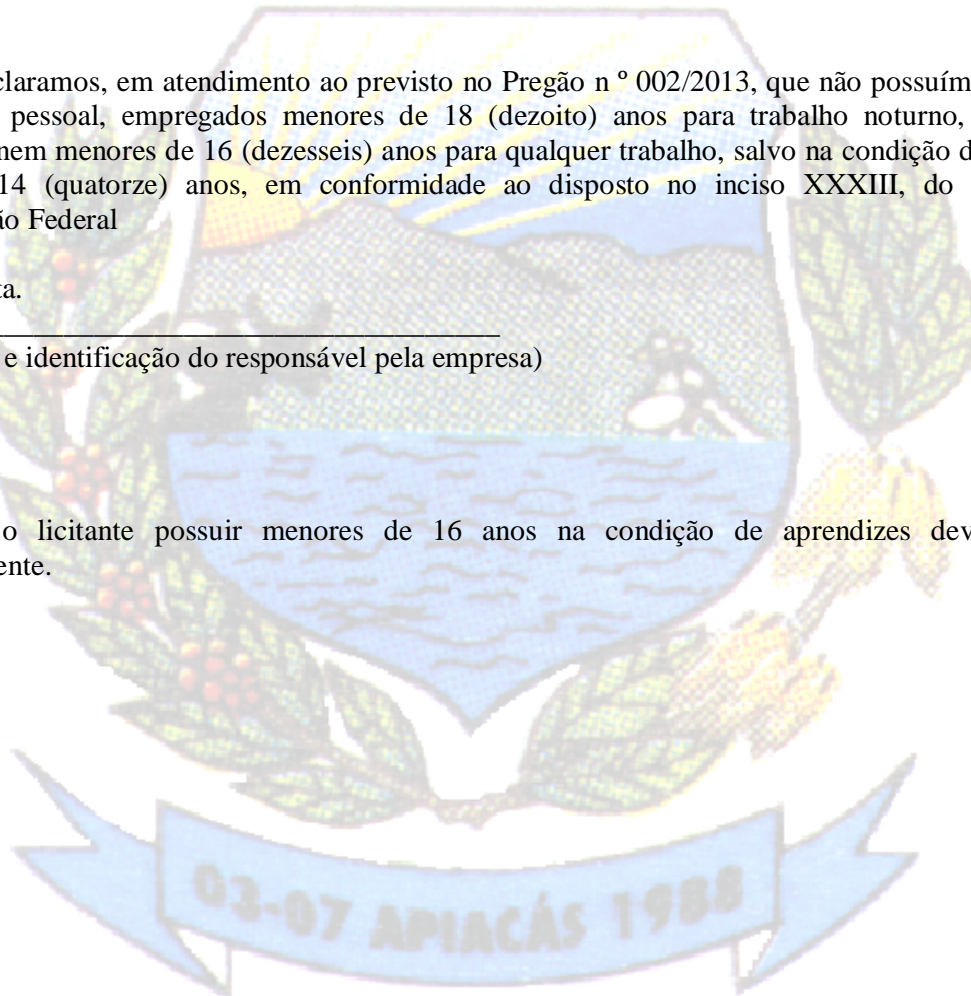 claramos, em atendimento ao previsto no Pregão n º 002/2013, que não possuím
pessoal, empregados menores de 18 (dezoito) anos para trabalho noturno,
nem menores de 16 (dezesseis) anos para qualquer trabalho, salvo na condição d
14 (quatorze) anos, em conformidade ao disposto no inciso XXXIII, do
ão Federal
ta.
__________________________________
e identificação do responsável pela empresa)
o licitante possuir menores de 16 anos na condição de aprendizes dev
ente.
03-07 APIACÁS 1988